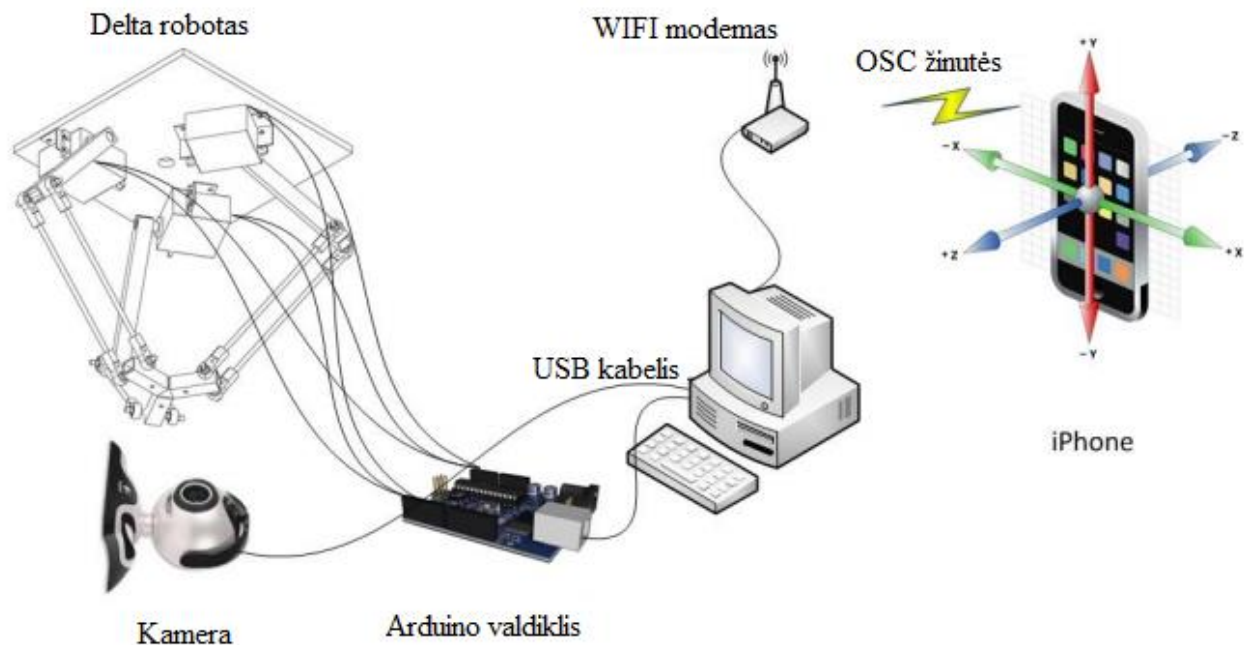 Delta robotas
WIFI modemas
OSC žinutės
+Y
-Z
-X
+Z
+X
-Y
USB kabelis
iPhone
Kamera
Arduino valdiklis